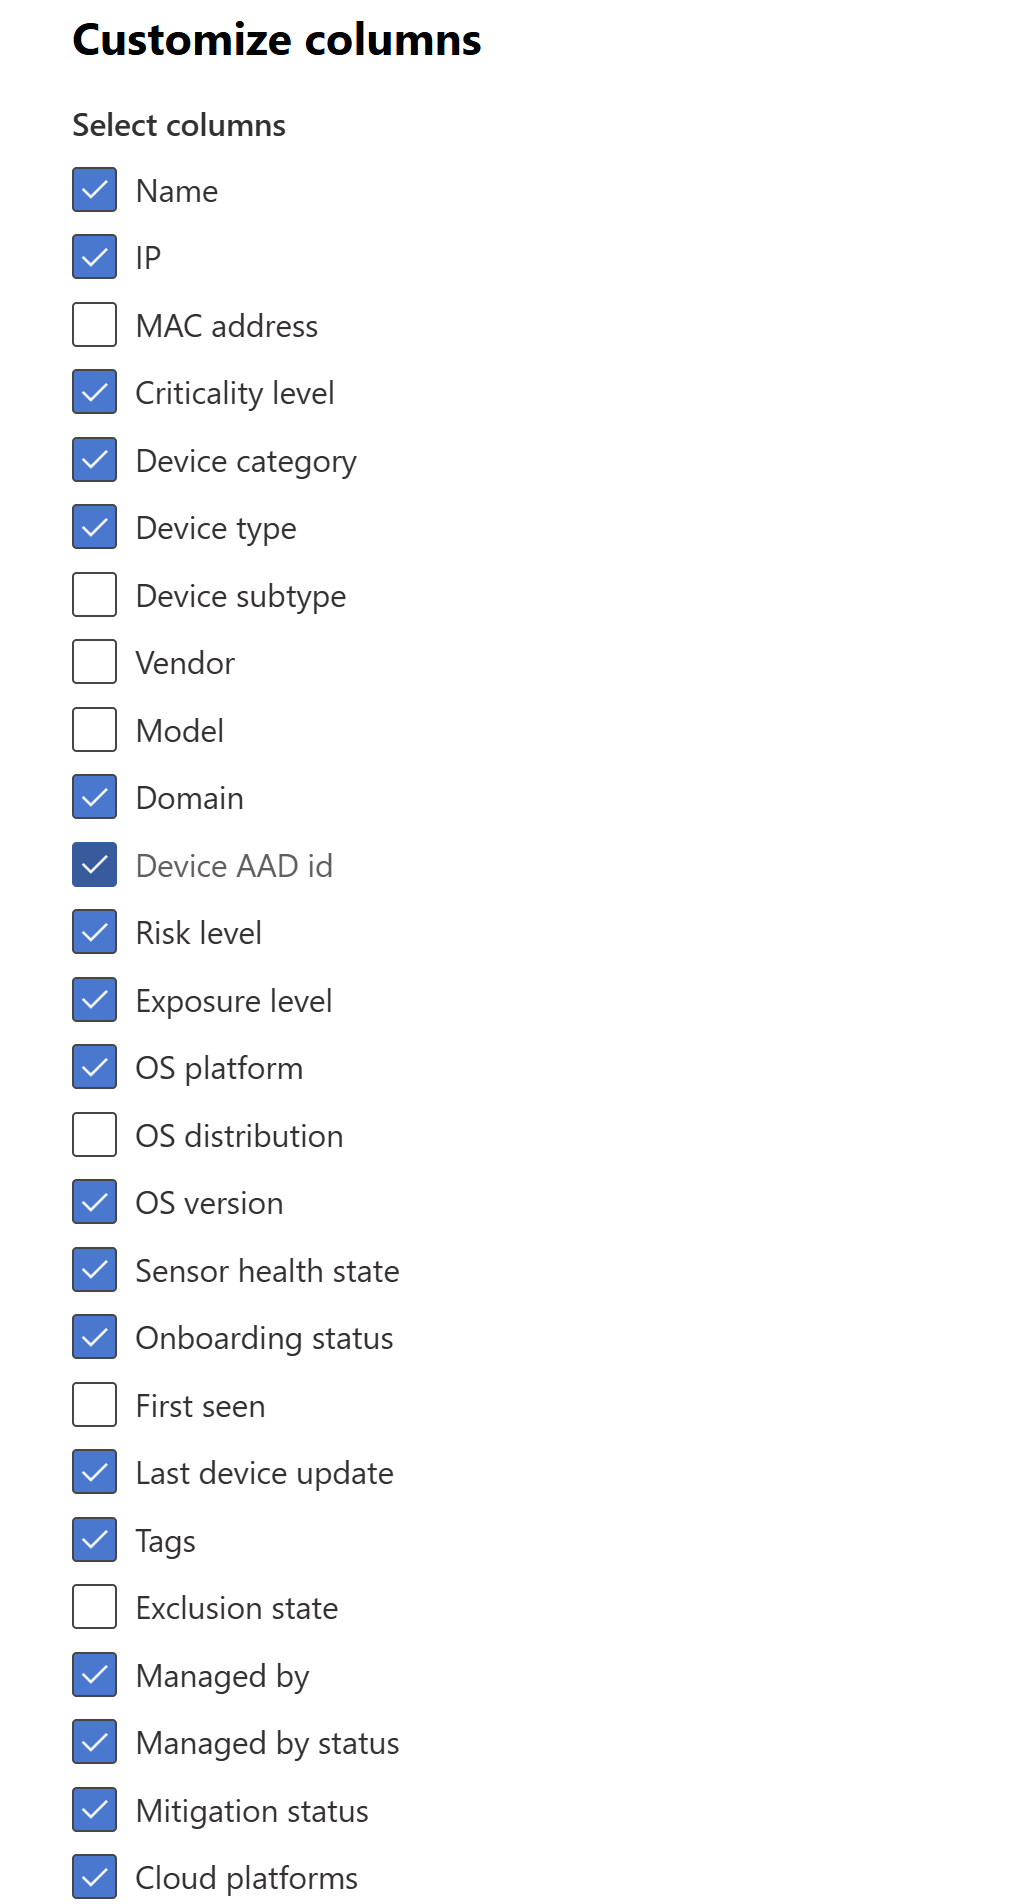 Customize columns
Select columns
Name
IP
MAC address
Criticality level
Device category
Device type
Device subtype
Vendor
Model
Domain
Device AAD id
Risk level
Exposure level
OS platform
OS distribution
OS version
Sensor health state
Onboarding status
First seen
Last device update
Tags
Exclusion state
Managed by
Managed by status
Mitigation status
Cloud platforms